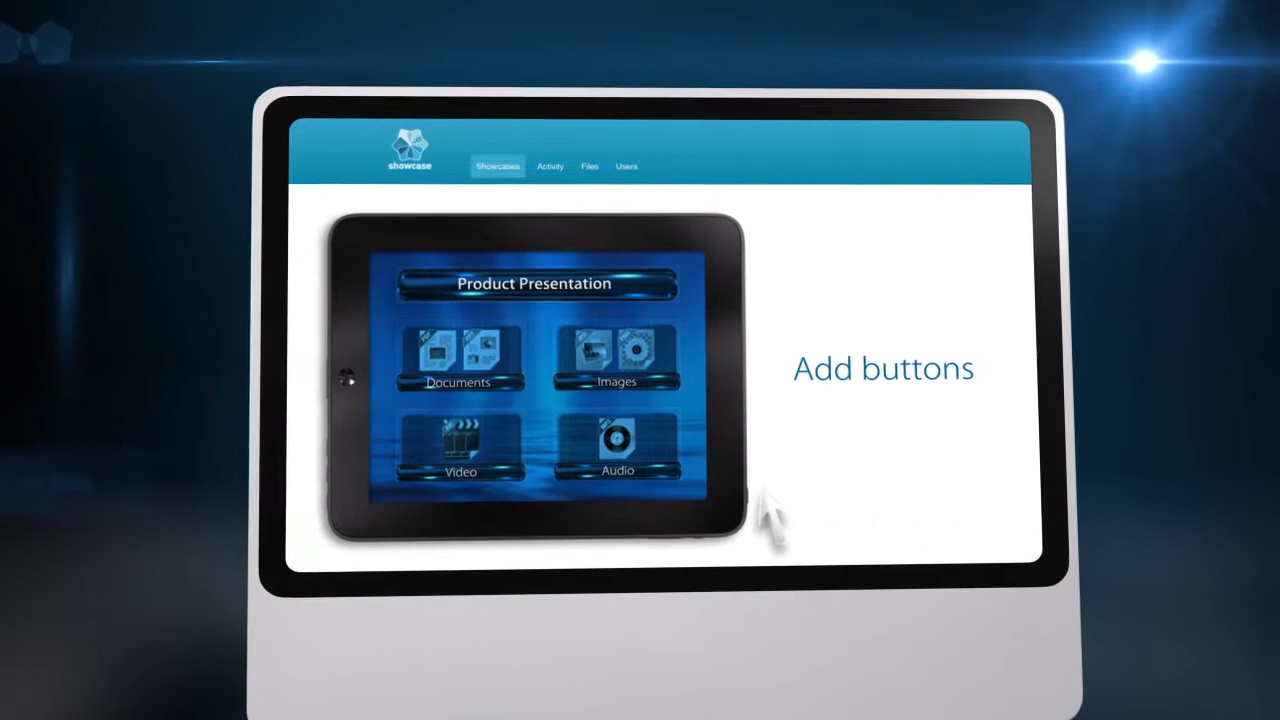 showcase
Showcases Activity Files Users
Product Presentation
Documents
Images
Video
Audio
Add buttons